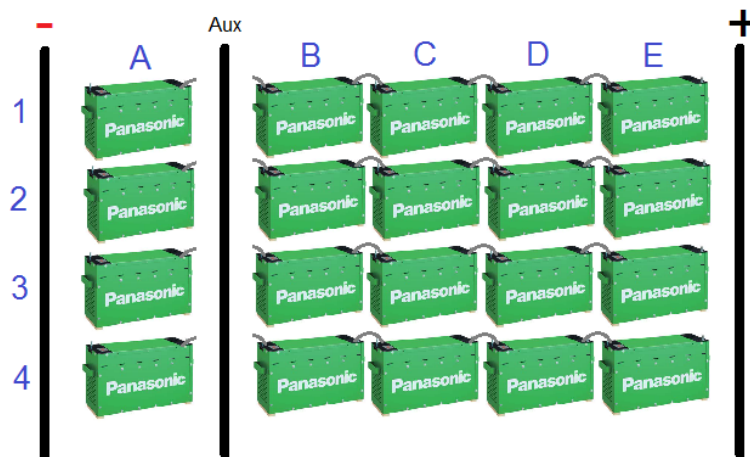 - Aux +
A B C D E
1 Panasonic Panasonic Panasonic Panasonic Panasonic
2 Panasonic Panasonic Panasonic Panasonic Panasonic
3 Panasonic Panasonic Panasonic Panasonic Panasonic
4 Panasonic Panasonic Panasonic Panasonic Panasonic